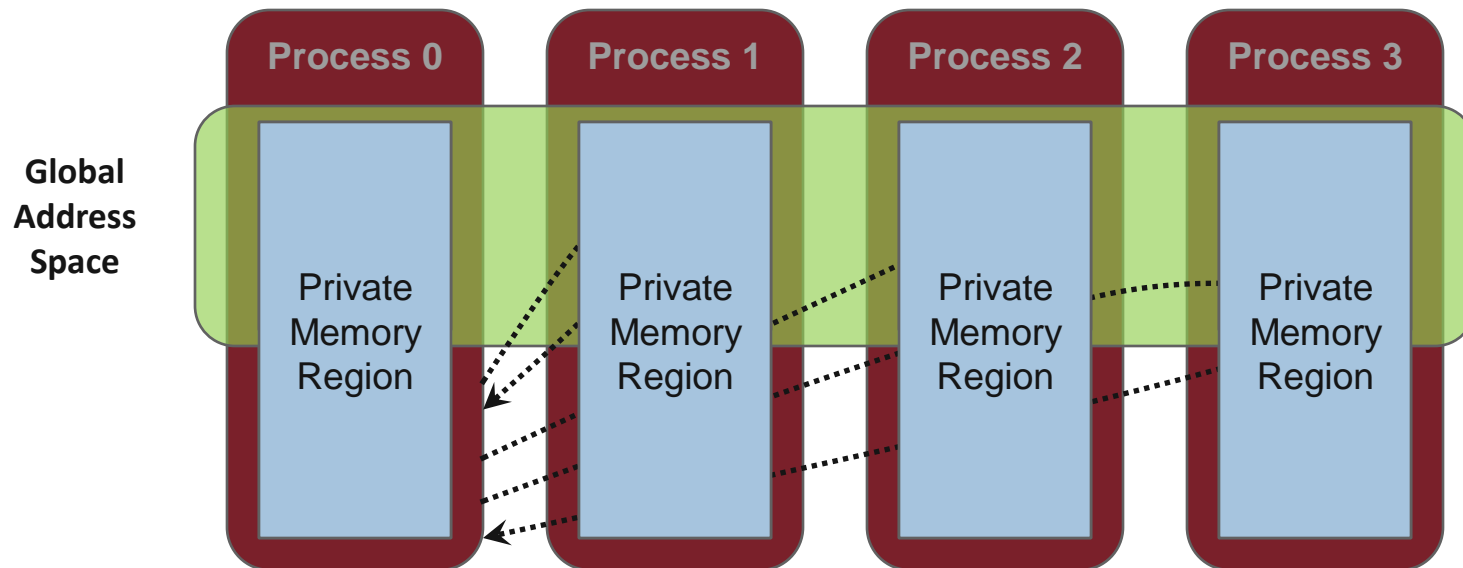 Process 0
Process 1
Process 2
Process 3
Global
Address
Space
Private
Memory
Region
Private
Memory
Region
Private
Memory
Region
Private
Memory
Region